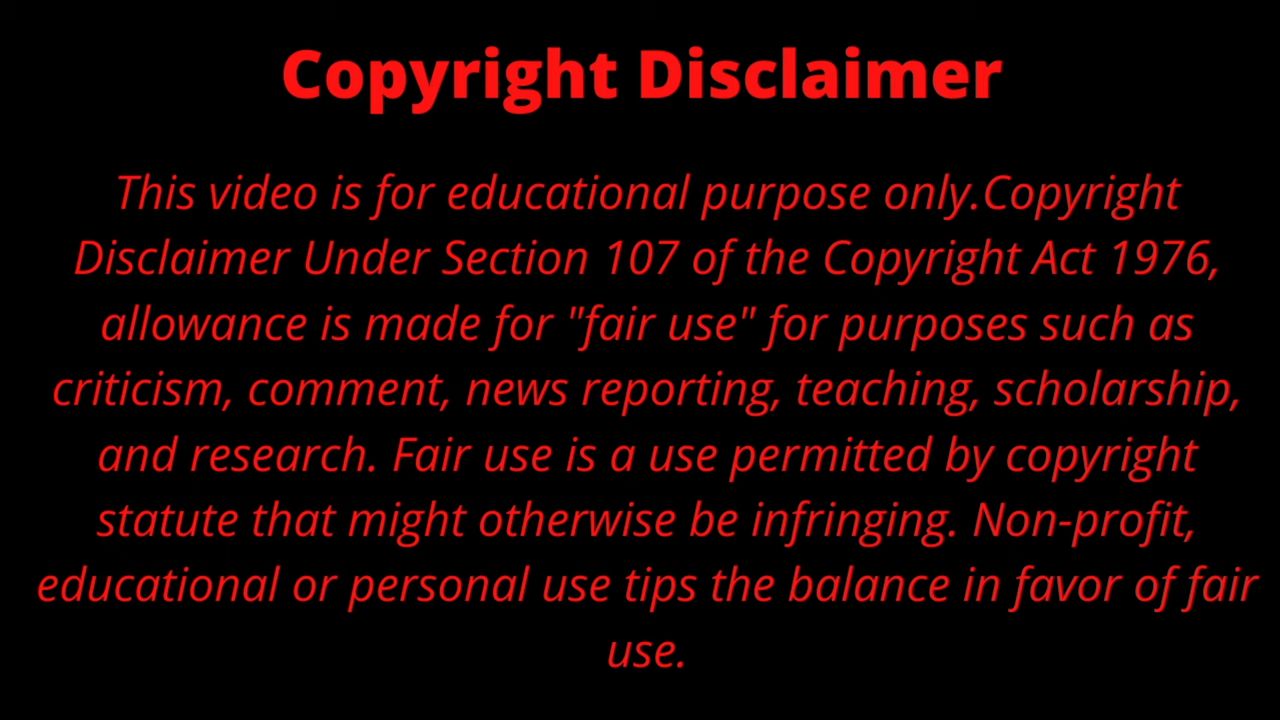 Copyright Disclaimer
This video is for educational purpose only.Copyright
Disclaimer Under Section 107 of the Copyright Act 1976,
allowance is made for "fair use" for purposes such as
criticism, comment, news reporting, teaching, scholarship,
and research. Fair use is a use permitted by copyright
statute that might otherwise be infringing. Non-profit,
educational or personal use tips the balance in favor of fair
use.